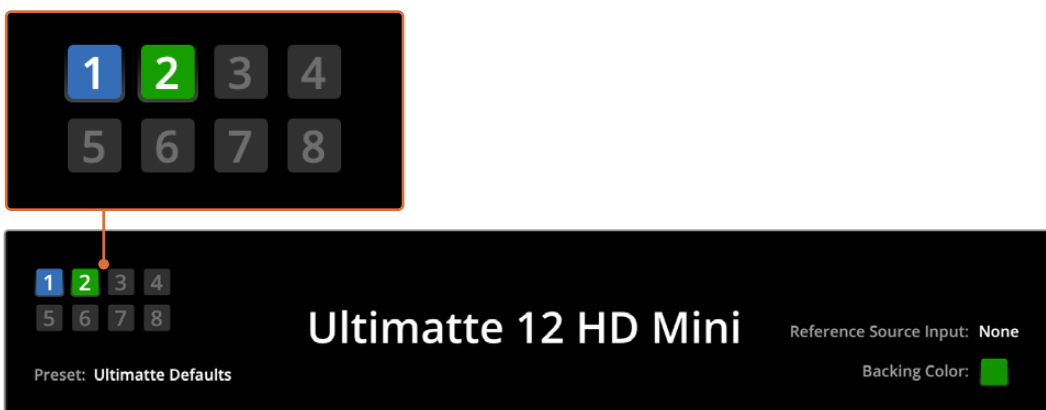 1 2 3 4
5 6 7 8
1 2 3 4
5 6 7 8
Ultimatte 12 HD Mini
Reference Source Input: None
Preset: Ultimatte Defaults
Backing Color: